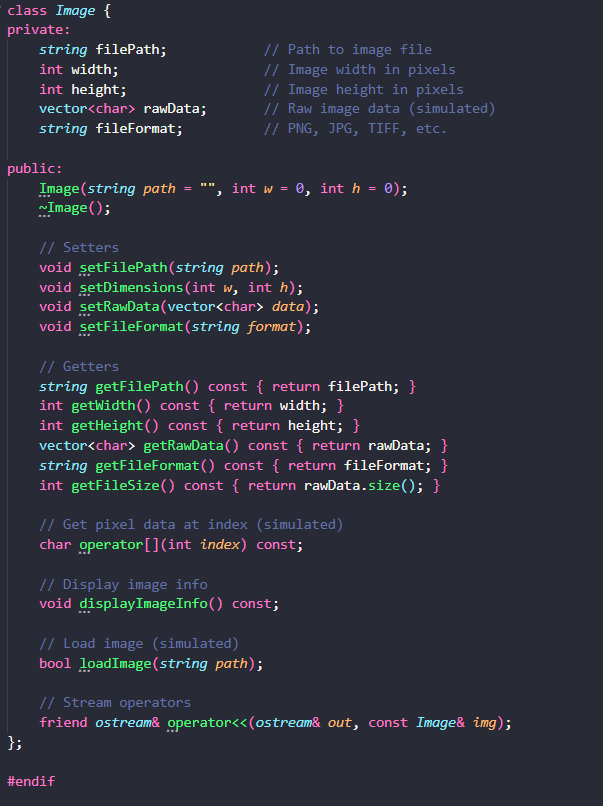 class Image {
private:
    string filePath;            // Path to image file
    int width;                  // Image width in pixels
    int height;                 // Image height in pixels
    vector<char> rawData;       // Raw image data (simulated)
    string fileFormat;          // PNG, JPG, TIFF, etc.
public:
    Image(string path = "", int w = 0, int h = 0);
    ~Image();
    // Setters
    void setFilePath(string path);
    void setDimensions(int w, int h);
    void setRawData(vector<char> data);
    void setFileFormat(string format);
    // Getters
    string getFilePath() const { return filePath; }
    int getWidth() const { return width; }
    int getHeight() const { return height; }
    vector<char> getRawData() const { return rawData; }
    string getFileFormat() const { return fileFormat; }
    int getFileSize() const { return rawData.size(); }
    // Get pixel data at index (simulated)
    char operator[](int index) const;
    // Display image info
    void displayImageInfo() const;
    // Load image (simulated)
    bool loadImage(string path);
    // Stream operators
    friend ostream& operator<<(ostream& out, const Image& img);
};
#endif